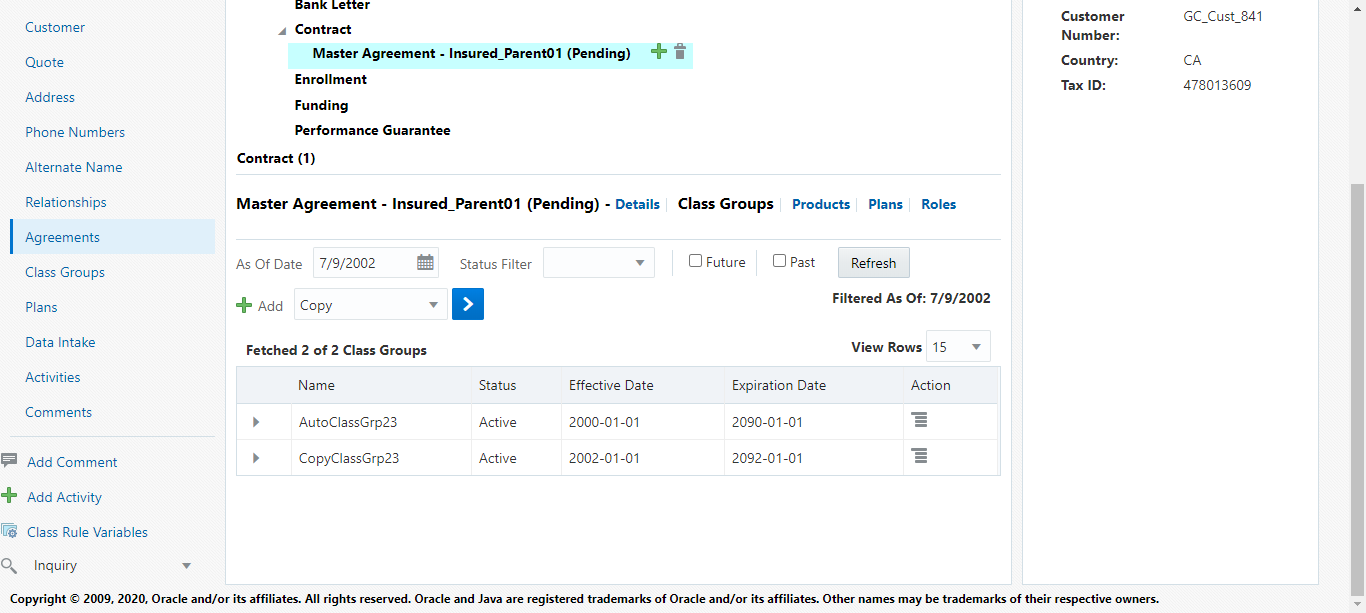 Customer
Quote
Address
Phone Numbers
Alternate Name
Relationships
Agreements
Class Groups
Plans
Data Intake
Activities
Comments
Add Comment
Add Activity
Class Rule Variables
Inquiry
Bank Letter
Contract
Master Agreement - Insured_Parent01 (Pending)
Enrollment
Funding
Performance Guarantee
Contract (1)
Master Agreement - Insured_Parent01 (Pending) - Details Class Groups Products Plans Roles
As Of Date 7/9/2002 Status Filter Future Past Refresh
Add Copy
Filtered As Of: 7/9/2002
Fetched 2 of 2 Class Groups
View Rows 15
Name Status Effective Date Expiration Date Action
AutoClassGrp23 Active 2000-01-01 2090-01-01
CopyClassGrp23 Active 2002-01-01 2092-01-01
Customer Number: GC_Cust_841
Country: CA
Tax ID: 478013609
Copyright © 2009, 2020, Oracle and/or its affiliates. All rights reserved. Oracle and Java are registered trademarks of Oracle and/or its affiliates. Other names may be trademarks of their respective owners.